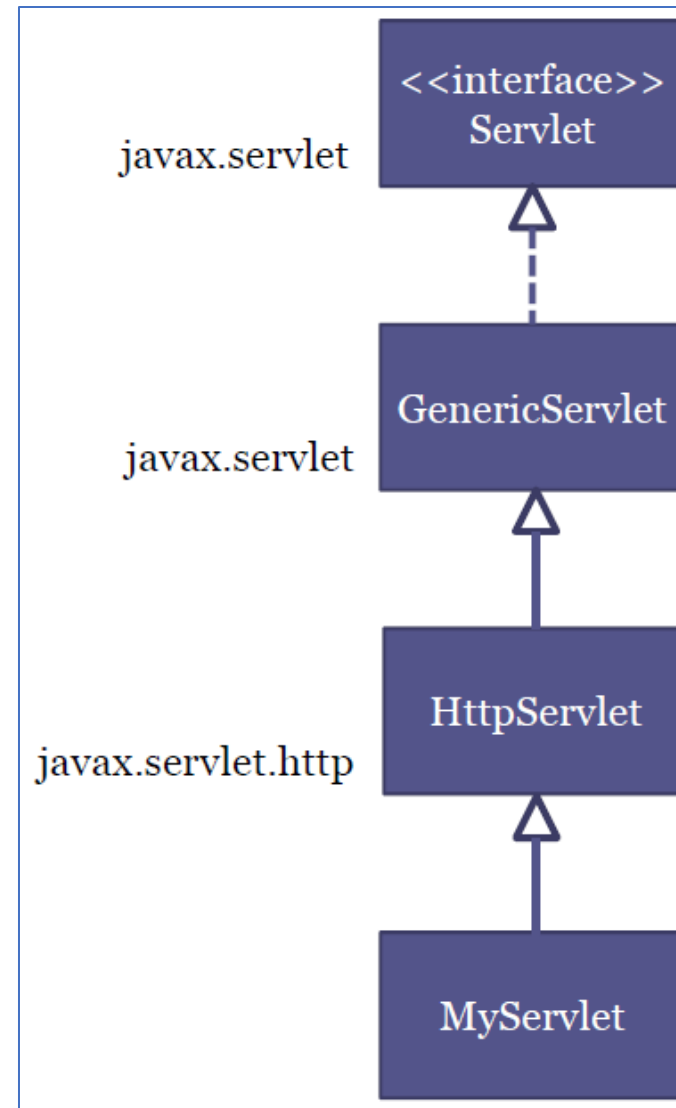 <<interface>>
Servlet
javax.servlet
GenericServlet
javax.servlet
HttpServlet
javax.servlet.http
MyServlet